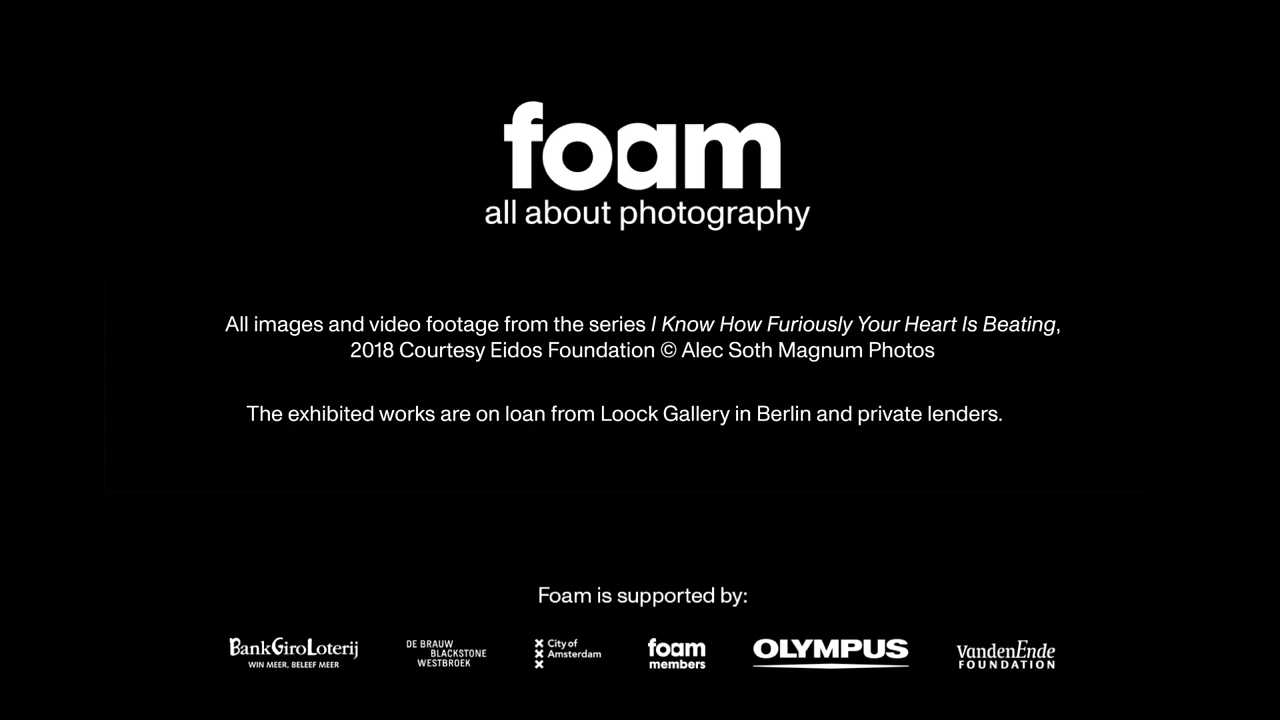 foam
all about photography
All images and video footage from the series I Know How Furiously Your Heart Is Beating,
2018 Courtesy Eidos Foundation © Alec Soth Magnum Photos
The exhibited works are on loan from Loock Gallery in Berlin and private lenders.
Foam is supported by:
BankGiroLoterij
WIN MEER, BELEEF MEER
DE BRAUW
BLACKSTONE
WESTBROEK
City of
Amsterdam
foam
members
OLYMPUS
VandenEnde
FOUNDATION